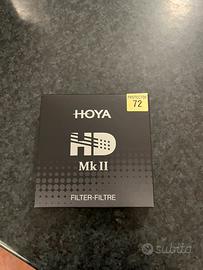 PROTECTOR
72
HOYA
HD
Mk II
FILTER-FILTRE
subito